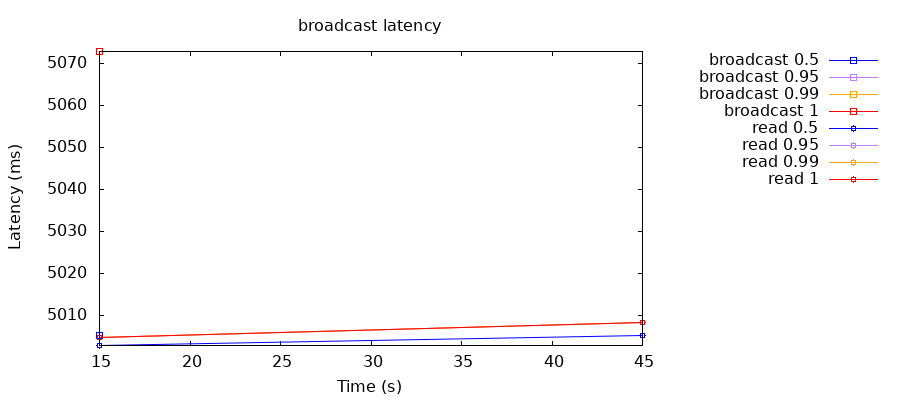 broadcast latency
broadcast 0.5
broadcast 0.95
broadcast 0.99
broadcast 1
read 0.5
read 0.95
read 0.99
read 1
5070
5060
5050
5040
5030
5020
5010
Latency (ms)
15 20 25 30 35 40 45
Time (s)